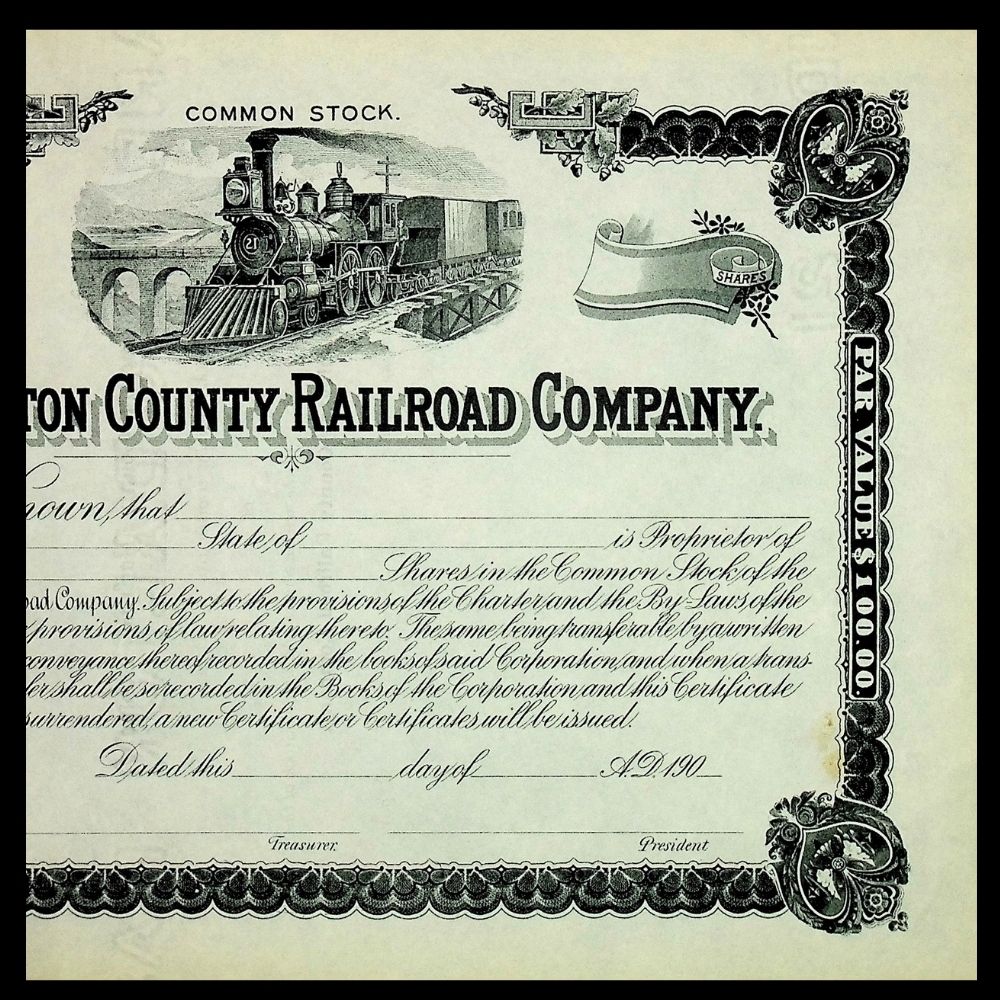 COMMON STOCK.
21
SHARES
TON COUNTY RAILROAD COMPANY.
nown, that
State of is Proprietor of
Shares in the Common Stock of the
oad Company. Subject to the provisions of the Charter and the By-Laws of the
provisions of law relating thereto. The same being transferable by a written
conveyance thereof recorded in the books of said Corporation, and when a trans-
fer shall be so recorded in the Books of the Corporation and this Certificate
surrendered, a new Certificate or Certificates will be issued.
Dated this day of A.D. 190
Treasurer. President
PAR VALUE $100.00.